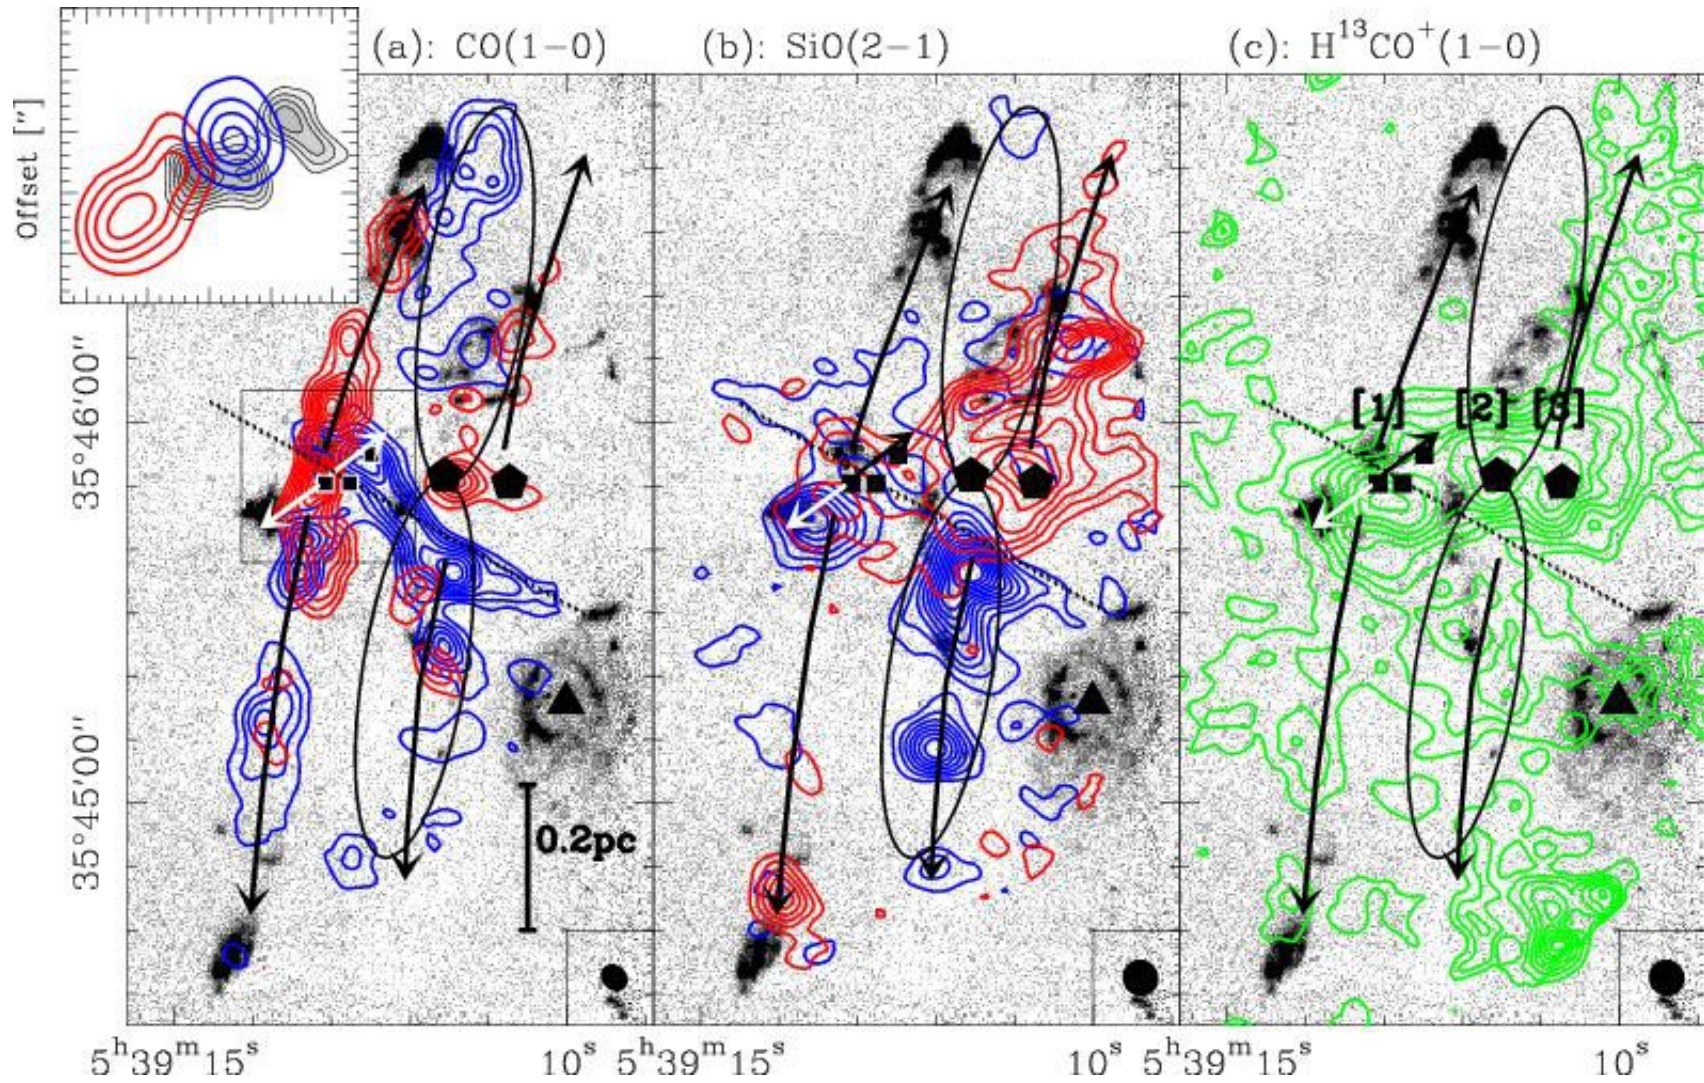 (a): CO(1-0)
(b): SiO(2-1)
(c): H¹³CO⁺(1-0)
Offset ["]
35°46'00"
35°45'00"
[1] [2] [3]
0.2pc
5ʰ39ᵐ15ˢ 10ˢ 5ʰ39ᵐ15ˢ 10ˢ 5ʰ39ᵐ15ˢ 10ˢ